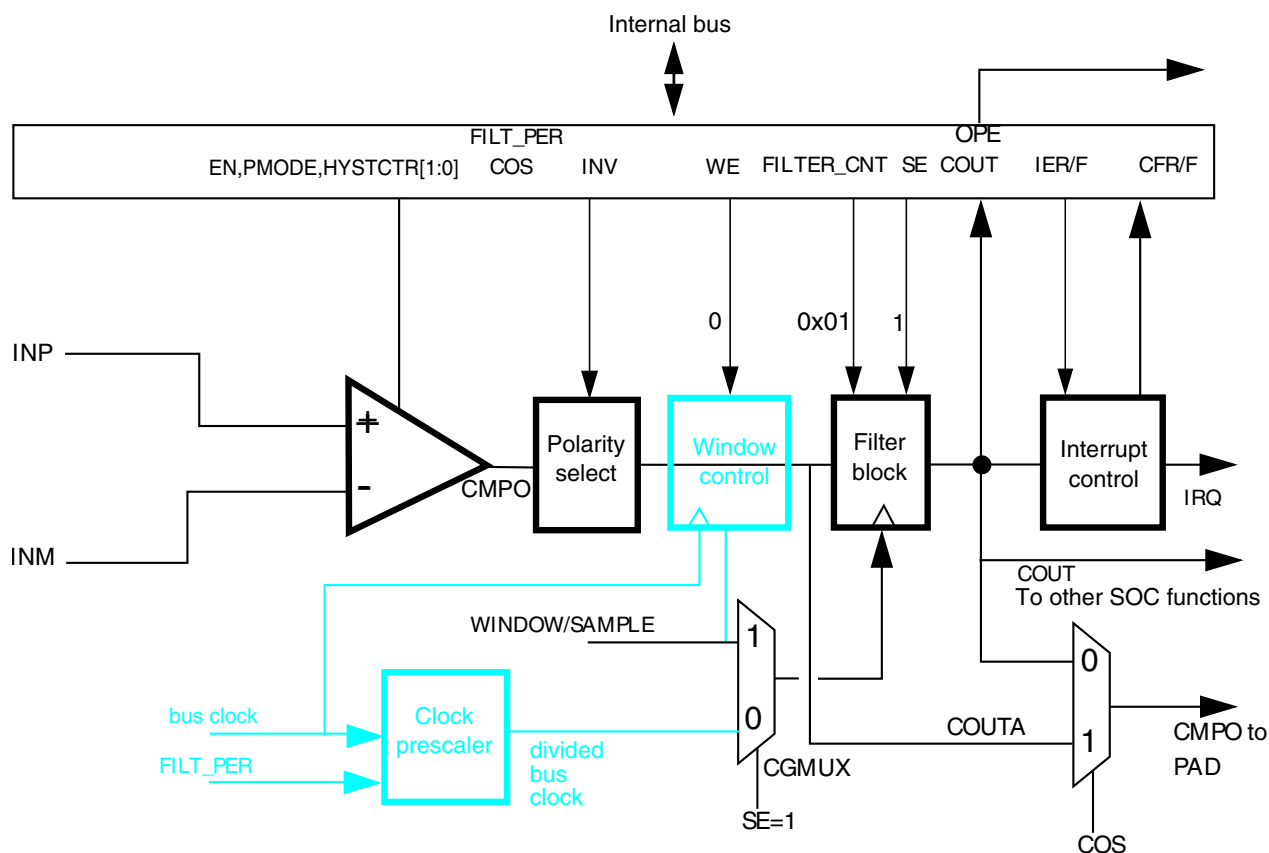 Internal bus
FILT_PER
OPE
EN,PMODE,HYSTCTR[1:0] COS INV WE FILTER_CNT SE COUT IER/F CFR/F
0 0x01 1
INP
+
-
CMPO
Polarity
select
Window
control
Filter
block
Interrupt
control
IRQ
INM
COUT
To other SOC functions
WINDOW/SAMPLE
1
0
CGMUX
SE=1
bus clock
FILT_PER
Clock
prescaler
divided
bus
clock
COUTA
0
1
CMPO to
PAD
COS